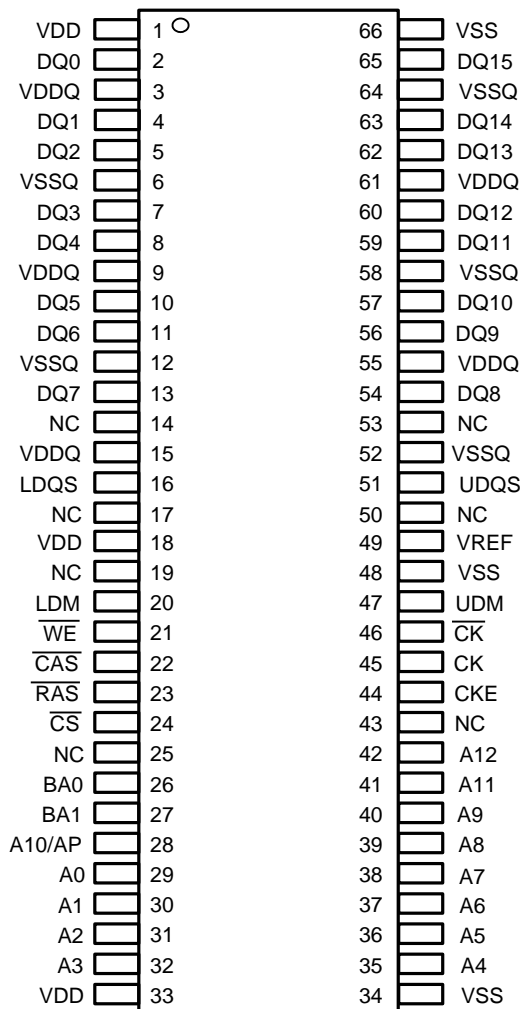 VDD 1 66 VSS
DQ0 2 65 DQ15
VDDQ 3 64 VSSQ
DQ1 4 63 DQ14
DQ2 5 62 DQ13
VSSQ 6 61 VDDQ
DQ3 7 60 DQ12
DQ4 8 59 DQ11
VDDQ 9 58 VSSQ
DQ5 10 57 DQ10
DQ6 11 56 DQ9
VSSQ 12 55 VDDQ
DQ7 13 54 DQ8
NC 14 53 NC
VDDQ 15 52 VSSQ
LDQS 16 51 UDQS
NC 17 50 NC
VDD 18 49 VREF
NC 19 48 VSS
LDM 20 47 UDM
W̅E̅ 21 46 C̅K̅
C̅A̅S̅ 22 45 CK
R̅A̅S̅ 23 44 CKE
C̅S̅ 24 43 NC
NC 25 42 A12
BA0 26 41 A11
BA1 27 40 A9
A10/AP 28 39 A8
A0 29 38 A7
A1 30 37 A6
A2 31 36 A5
A3 32 35 A4
VDD 33 34 VSS